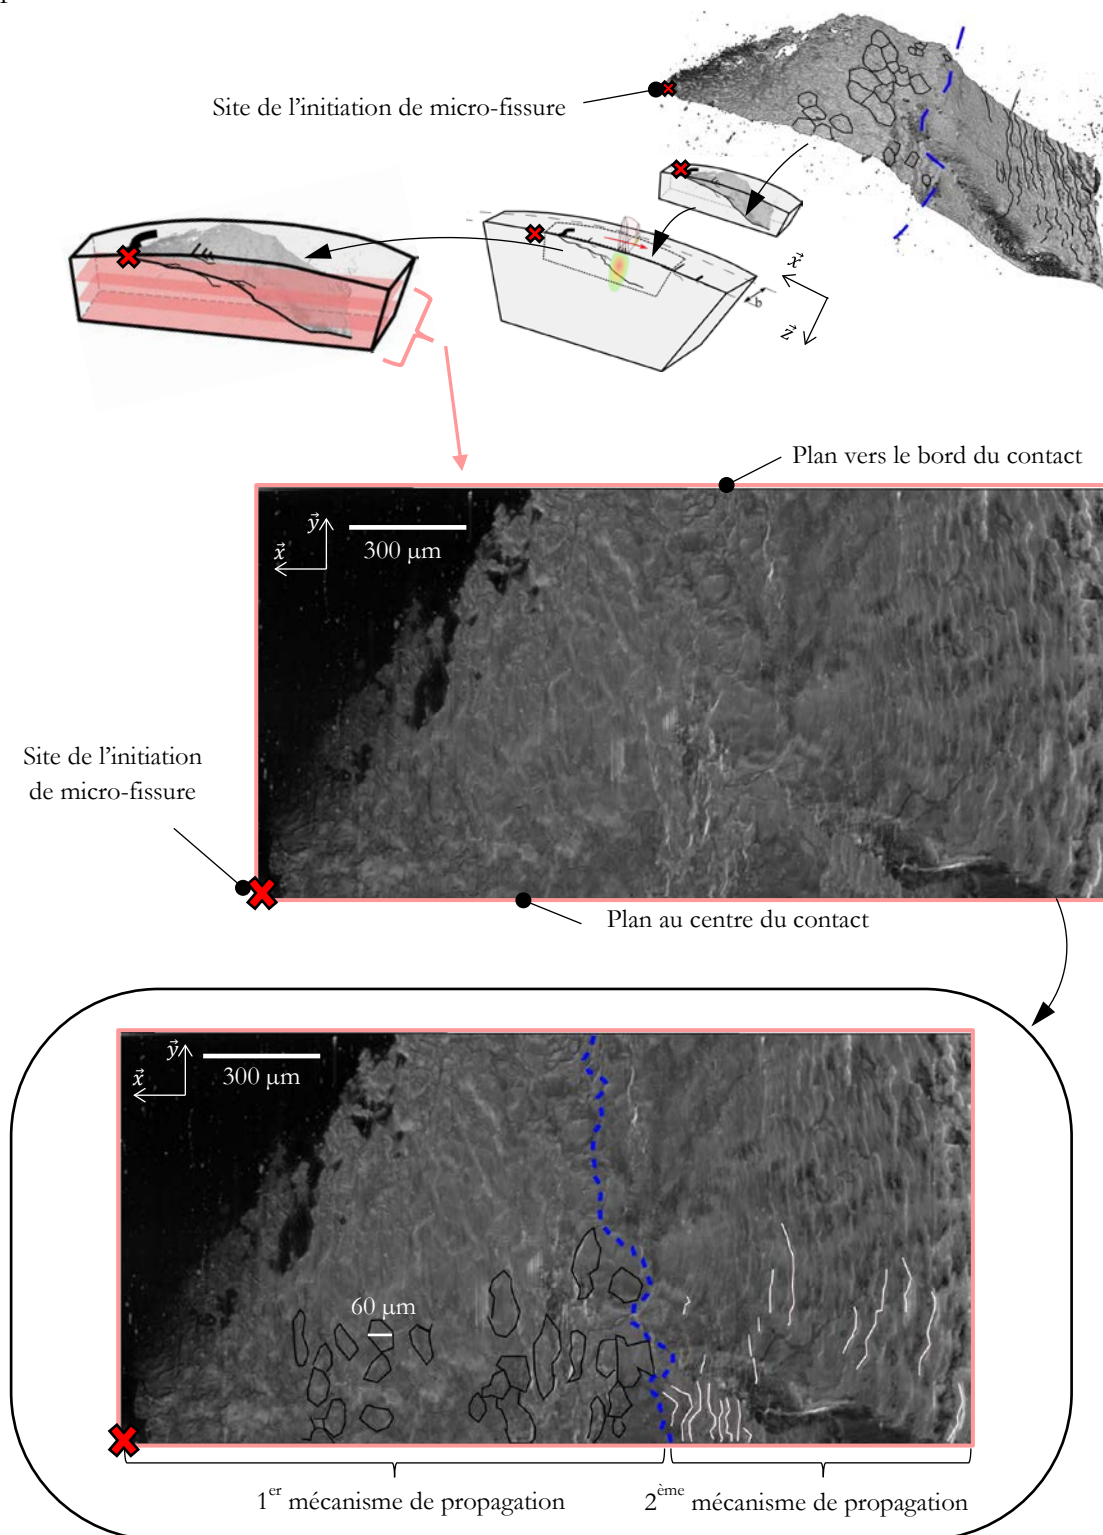 Site de l'initiation de micro-fissure
x⃗
z⃗
b
Plan vers le bord du contact
y⃗
x⃗
300 µm
Site de l'initiation
de micro-fissure
Plan au centre du contact
y⃗
x⃗
300 µm
60 µm
1er mécanisme de propagation
2ème mécanisme de propagation